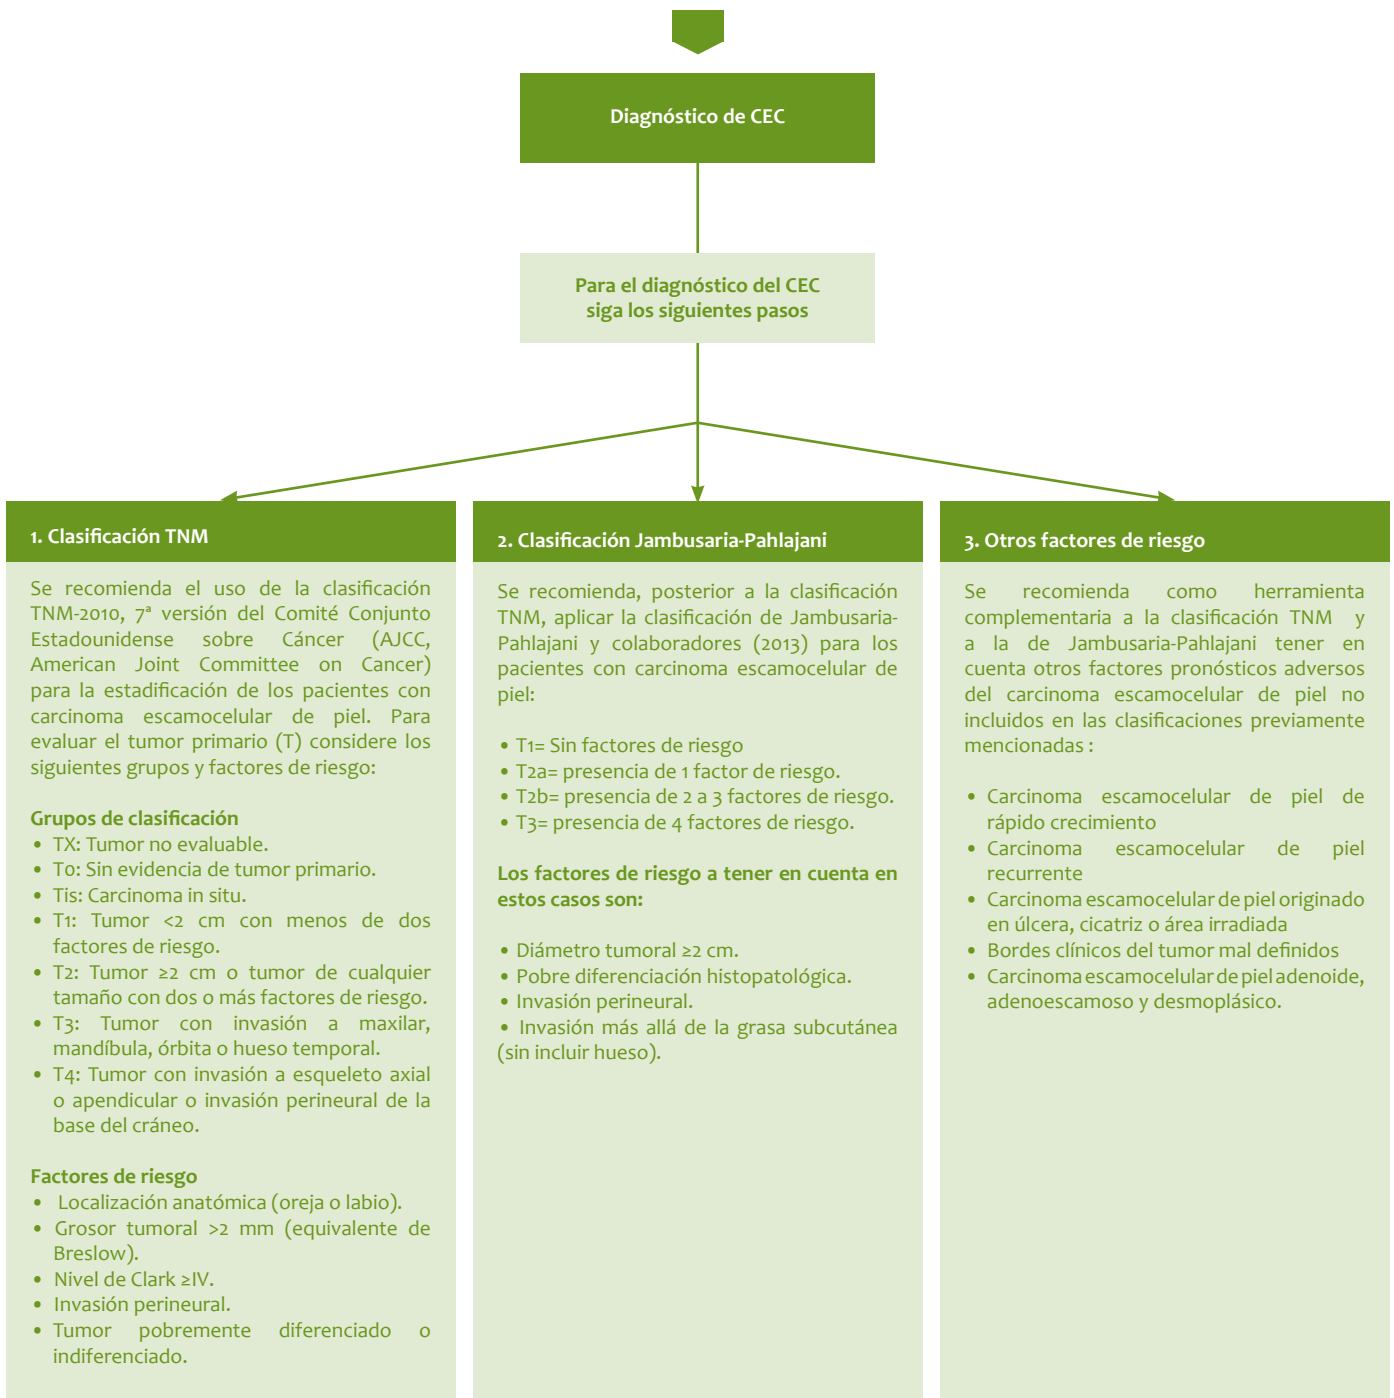 Diagnóstico de CEC
Para el diagnóstico del CEC
siga los siguientes pasos
1. Clasificación TNM
Se recomienda el uso de la clasificación
TNM-2010, 7ª versión del Comité Conjunto
Estadounidense sobre Cáncer (AJCC,
American Joint Committee on Cancer)
para la estadificación de los pacientes con
carcinoma escamocelular de piel. Para
evaluar el tumor primario (T) considere los
siguientes grupos y factores de riesgo:
Grupos de clasificación
• TX: Tumor no evaluable.
• T0: Sin evidencia de tumor primario.
• Tis: Carcinoma in situ.
• T1: Tumor <2 cm con menos de dos
factores de riesgo.
• T2: Tumor ≥2 cm o tumor de cualquier
tamaño con dos o más factores de riesgo.
• T3: Tumor con invasión a maxilar,
mandíbula, órbita o hueso temporal.
• T4: Tumor con invasión a esqueleto axial
o apendicular o invasión perineural de la
base del cráneo.
Factores de riesgo
• Localización anatómica (oreja o labio).
• Grosor tumoral >2 mm (equivalente de
Breslow).
• Nivel de Clark ≥IV.
• Invasión perineural.
• Tumor pobremente diferenciado o
indiferenciado.
2. Clasificación Jambusaria-Pahlajani
Se recomienda, posterior a la clasificación
TNM, aplicar la clasificación de Jambusaria-
Pahlajani y colaboradores (2013) para los
pacientes con carcinoma escamocelular de
piel:
• T1= Sin factores de riesgo
• T2a= presencia de 1 factor de riesgo.
• T2b= presencia de 2 a 3 factores de riesgo.
• T3= presencia de 4 factores de riesgo.
Los factores de riesgo a tener en cuenta en
estos casos son:
• Diámetro tumoral ≥2 cm.
• Pobre diferenciación histopatológica.
• Invasión perineural.
• Invasión más allá de la grasa subcutánea
(sin incluir hueso).
3. Otros factores de riesgo
Se recomienda como herramienta
complementaria a la clasificación TNM y
a la de Jambusaria-Pahlajani tener en
cuenta otros factores pronósticos adversos
del carcinoma escamocelular de piel no
incluidos en las clasificaciones previamente
mencionadas :
• Carcinoma escamocelular de piel de
rápido crecimiento
• Carcinoma escamocelular de piel
recurrente
• Carcinoma escamocelular de piel originado
en úlcera, cicatriz o área irradiada
• Bordes clínicos del tumor mal definidos
• Carcinoma escamocelular de piel adenoide,
adenoescamoso y desmoplásico.